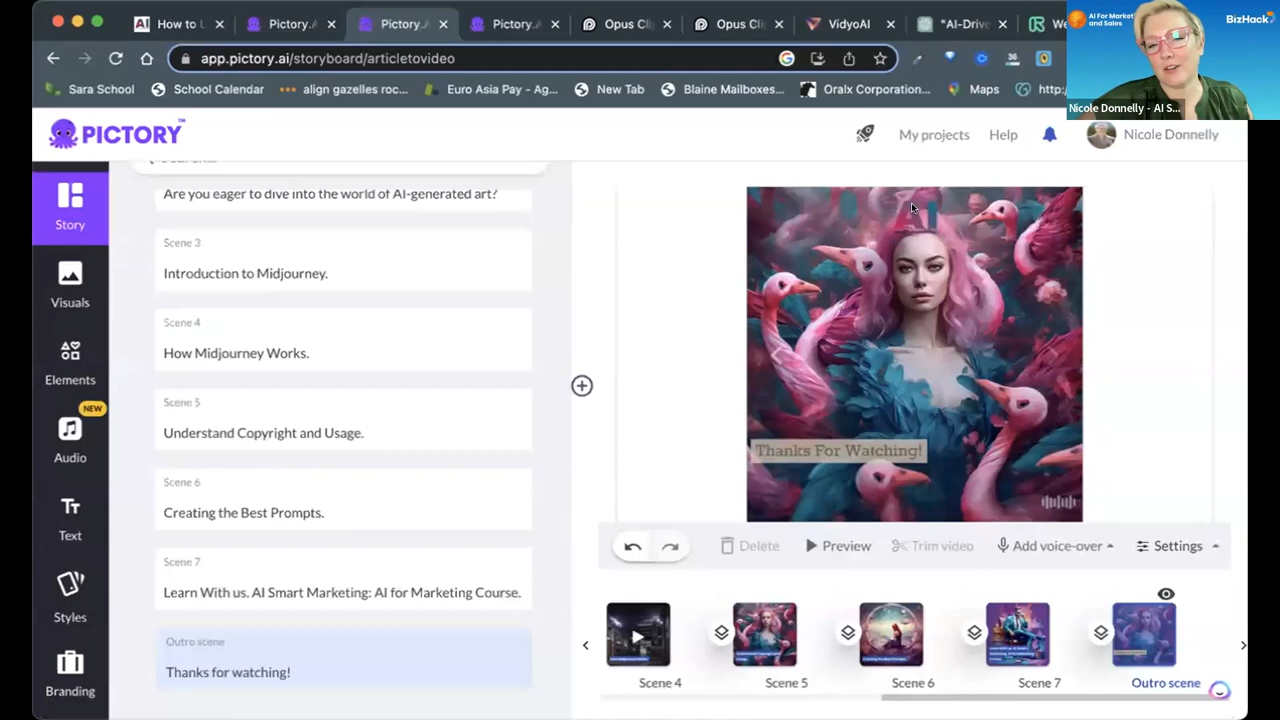 How to U
Pictory.A
Pictory.A
Pictory.A
Opus Cli
Opus Cli
VidyoAI
"AI-Drive
We
AI For Market
and Sales
BizHack
app.pictory.ai/storyboard/articletovideo
36
Sara School
School Calendar
align gazelles roc...
Euro Asia Pay - Ag...
New Tab
Blaine Mailboxes...
Oralx Corporation...
Maps
http:
Nicole Donnelly - AI S...
PICTORY™
My projects
Help
Nicole Donnelly
Story
Visuals
Elements
NEW
Audio
Text
Styles
Branding
Are you eager to dive into the world of AI-generated art?
Scene 3
Introduction to Midjourney.
Scene 4
How Midjourney Works.
Scene 5
Understand Copyright and Usage.
Scene 6
Creating the Best Prompts.
Scene 7
Learn With us. AI Smart Marketing: AI for Marketing Course.
Outro scene
Thanks for watching!
Thanks For Watching!
Delete
Preview
Trim video
Add voice-over
Settings
Scene 4
Scene 5
Scene 6
Scene 7
Outro scene